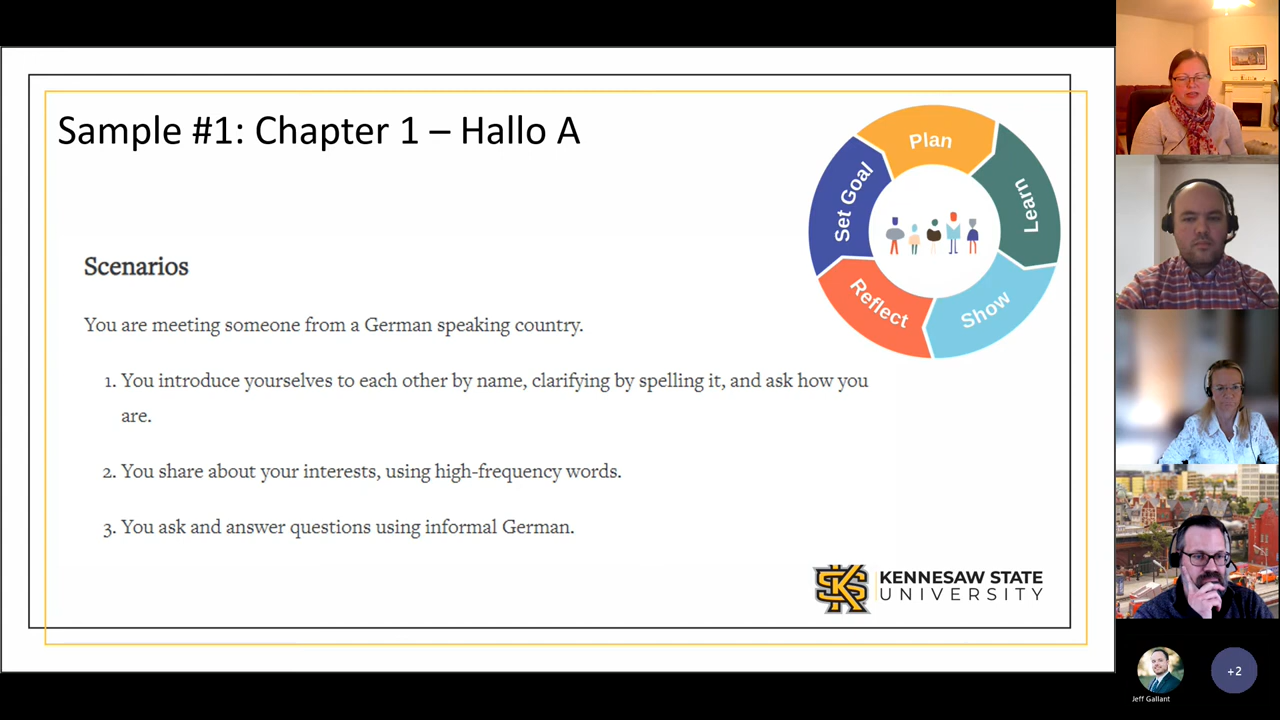 Sample #1: Chapter 1 – Hallo A
Plan
Learn
Show
Reflect
Set Goal
Scenarios
You are meeting someone from a German speaking country.
1. You introduce yourselves to each other by name, clarifying by spelling it, and ask how you
are.
2. You share about your interests, using high-frequency words.
3. You ask and answer questions using informal German.
KS
KENNESAW STATE
UNIVERSITY
Jeff Gallant
+2